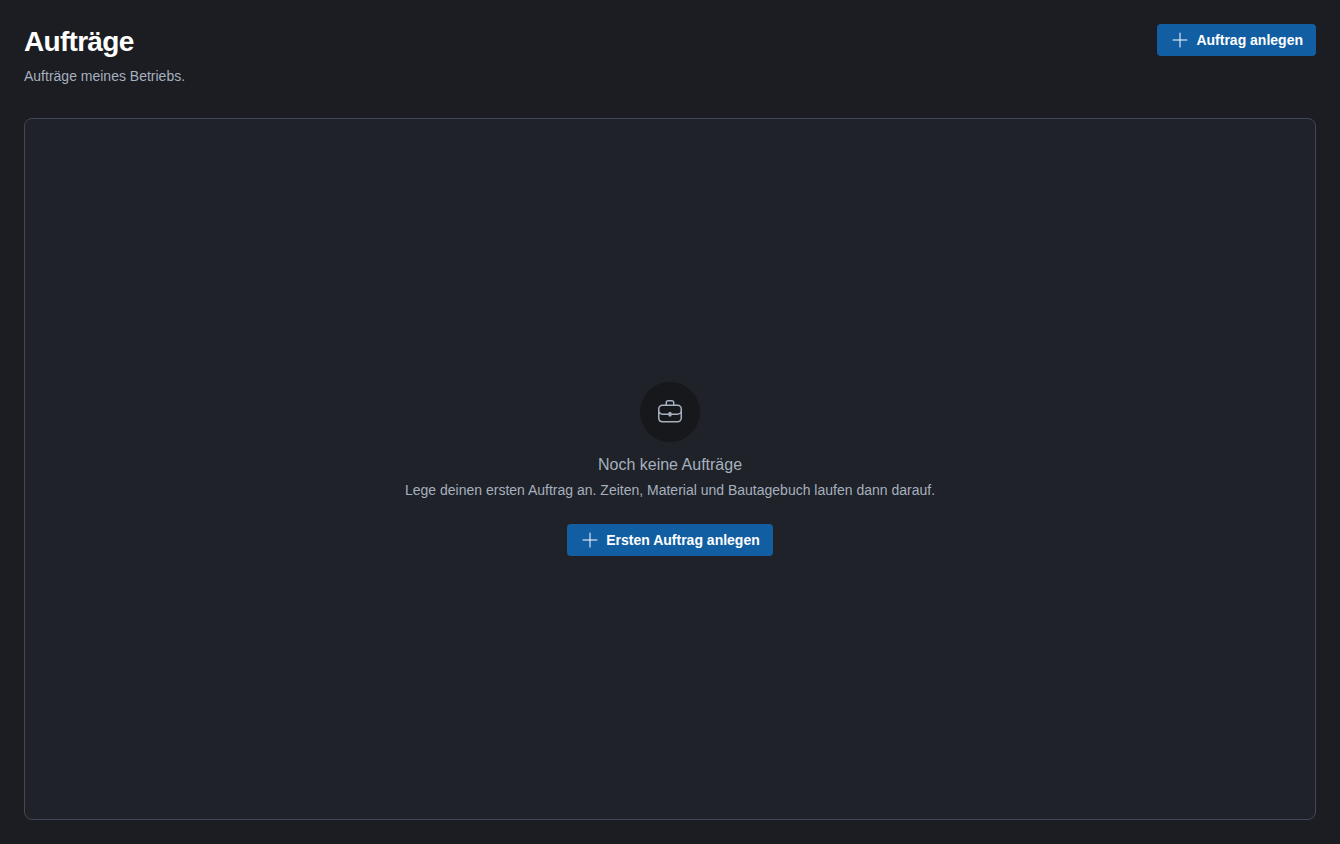 Aufträge
Auftrag anlegen
Aufträge meines Betriebs.
Noch keine Aufträge
Lege deinen ersten Auftrag an. Zeiten, Material und Bautagebuch laufen dann darauf.
Ersten Auftrag anlegen